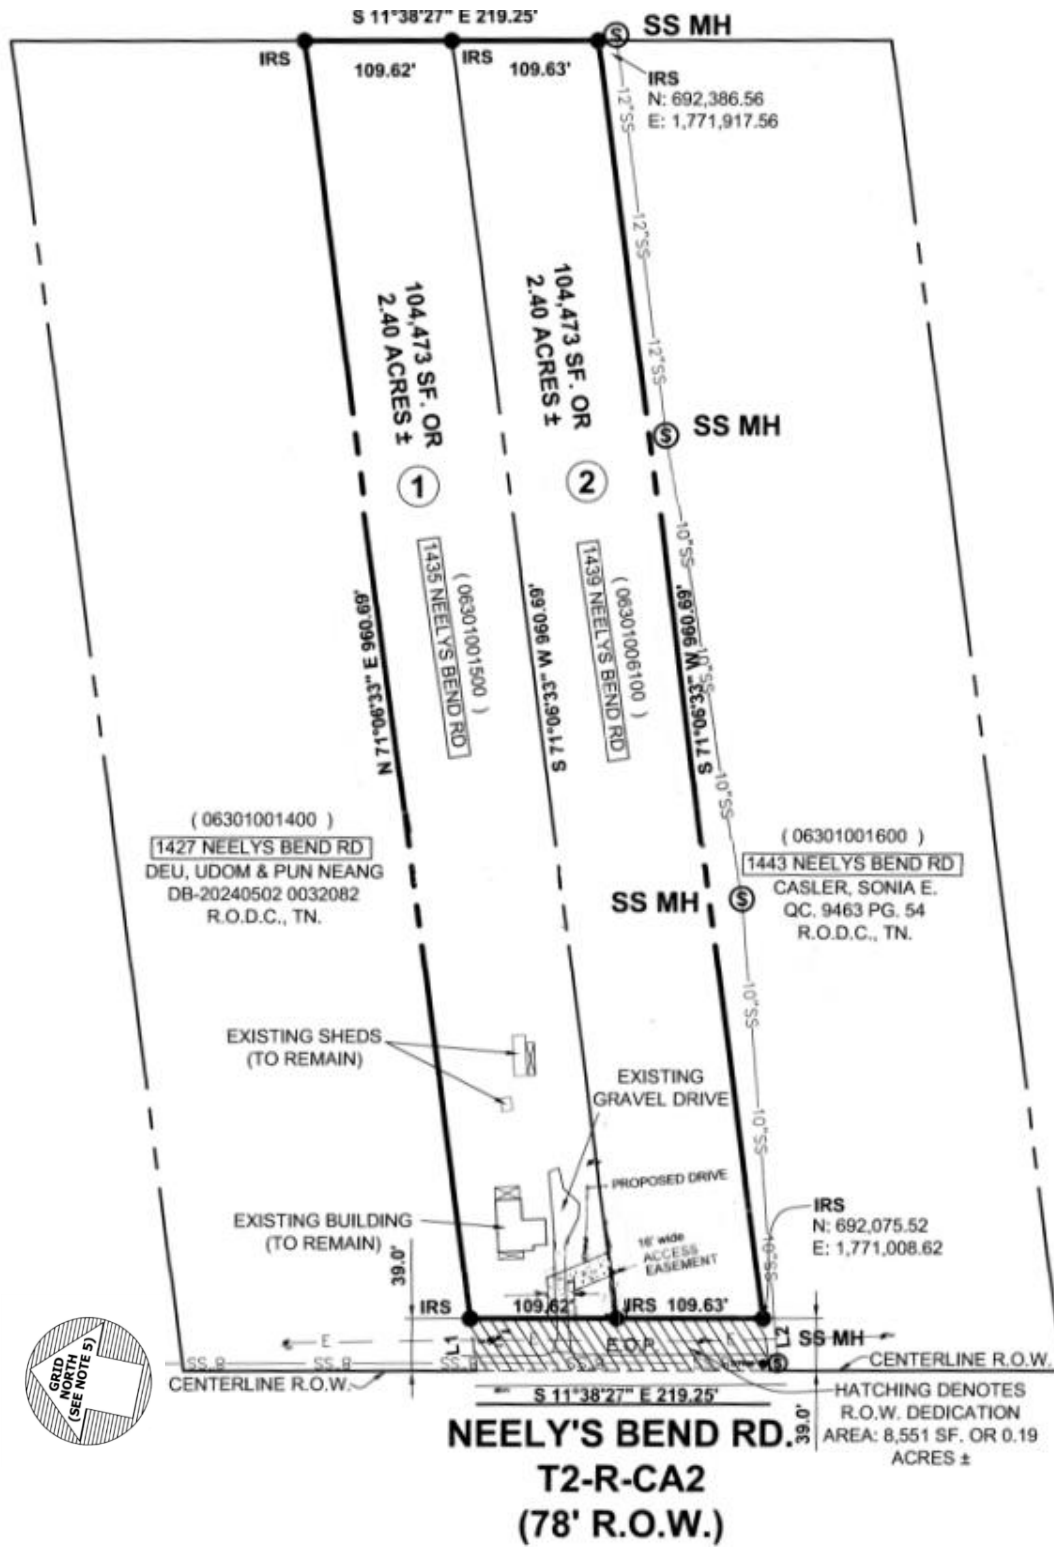 S 11°38'27" E 219.25'
SS MH
IRS
IRS
109.62'
109.63'
IRS
N: 692,386.56
E: 1,771,917.56
12"SS
12"SS
12"SS
104,473 SF. OR
2.40 ACRES ±
104,473 SF. OR
2.40 ACRES ±
SS MH
1
2
10"SS
( 06301001500 )
1435 NEELYS BEND RD
( 06301006100 )
1439 NEELYS BEND RD
N 71°06'33" E 960.69'
S 71°06'33" W 960.69'
S 71°06'33" W 960.69'
10"SS
10"SS
( 06301001400 )
1427 NEELYS BEND RD
DEU, UDOM & PUN NEANG
DB-20240502 0032082
R.O.D.C., TN.
( 06301001600 )
1443 NEELYS BEND RD
CASLER, SONIA E.
QC. 9463 PG. 54
R.O.D.C., TN.
SS MH
10"SS
EXISTING SHEDS
(TO REMAIN)
EXISTING
GRAVEL DRIVE
10"SS
PROPOSED DRIVE
EXISTING BUILDING
(TO REMAIN)
16' wide
ACCESS
EASEMENT
IRS
N: 692,075.52
E: 1,771,008.62
10"SS
39.0'
IRS
109.62'
IRS 109.63'
L1
L2
SS MH
E
E.O.P.
E
CENTERLINE R.O.W.
CENTERLINE R.O.W.
GRID
NORTH
(SEE NOTE 5)
S 11°38'27" E 219.25'
39.0'
HATCHING DENOTES
R.O.W. DEDICATION
AREA: 8,551 SF. OR 0.19
ACRES ±
NEELY'S BEND RD.
T2-R-CA2
(78' R.O.W.)